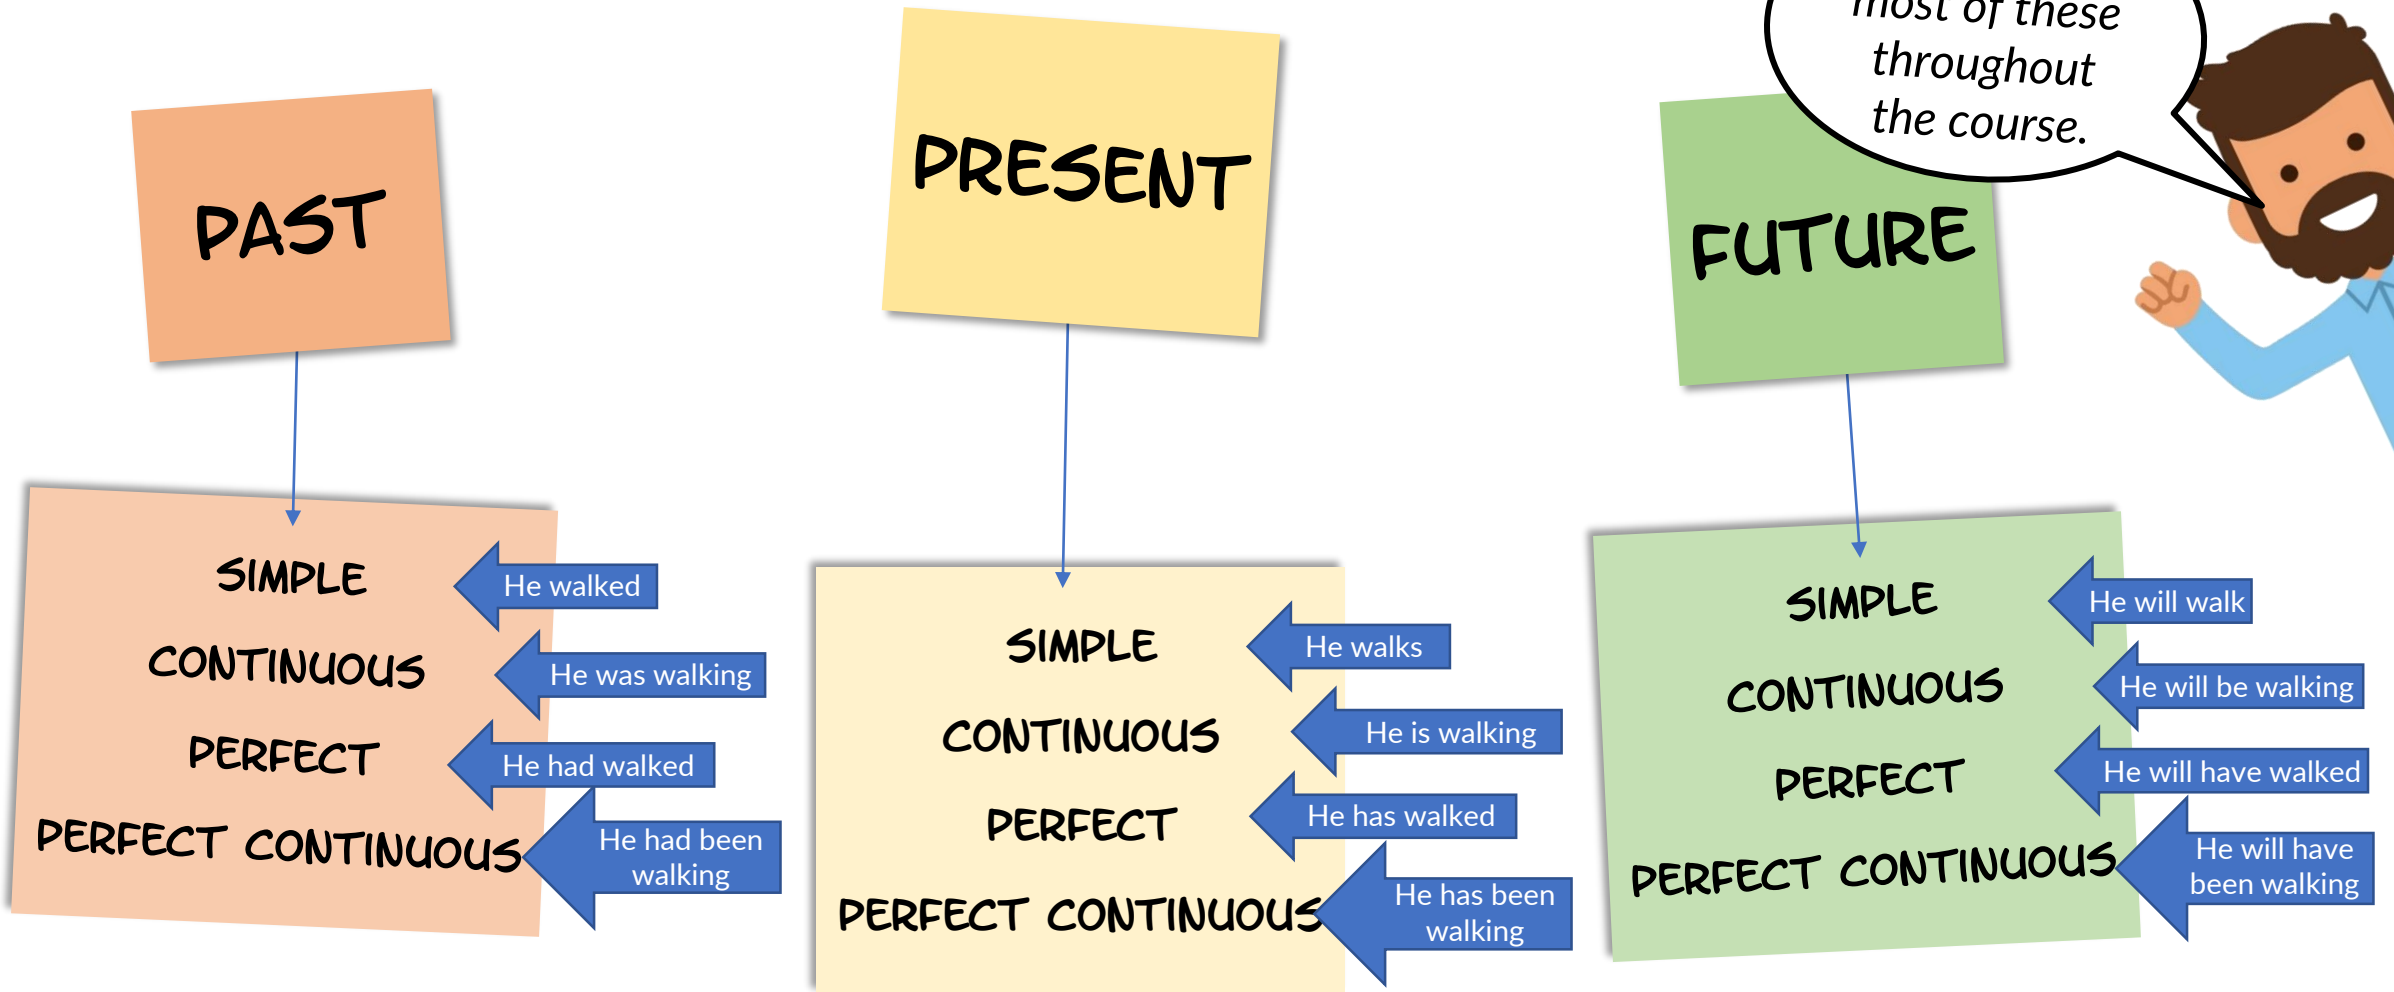 most of these
throughout
the course.
PAST
PRESENT
FUTURE
SIMPLE
He walked
CONTINUOUS
He was walking
PERFECT
He had walked
PERFECT CONTINUOUS
He had been
walking
SIMPLE
He walks
CONTINUOUS
He is walking
PERFECT
He has walked
PERFECT CONTINUOUS
He has been
walking
SIMPLE
He will walk
CONTINUOUS
He will be walking
PERFECT
He will have walked
PERFECT CONTINUOUS
He will have
been walking